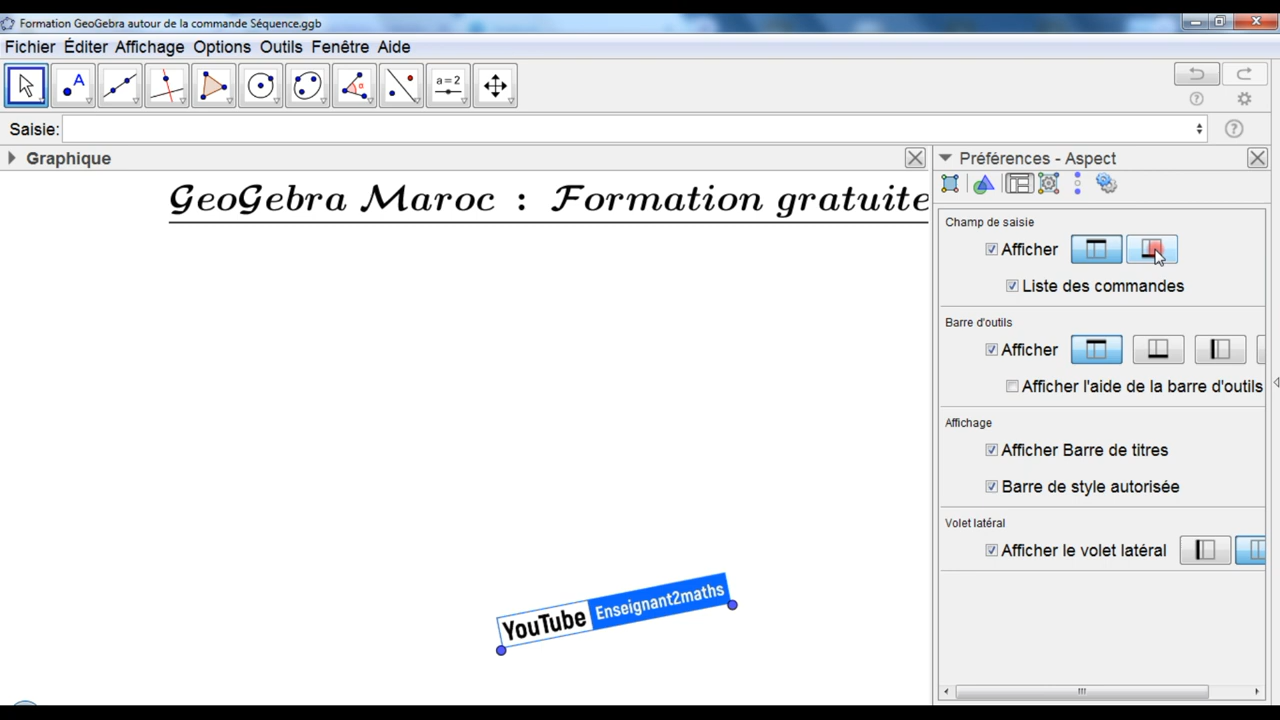 Formation GeoGebra autour de la commande Séquence.ggb
Fichier Éditer Affichage Options Outils Fenêtre Aide
A
α
a=2
Saisie:
Graphique
Préférences - Aspect
GeoGebra Maroc : Formation gratuite
Champ de saisie
Afficher
Liste des commandes
Barre d'outils
Afficher
Afficher l'aide de la barre d'outils
Affichage
Afficher Barre de titres
Barre de style autorisée
Volet latéral
Afficher le volet latéral
YouTube Enseignant2maths